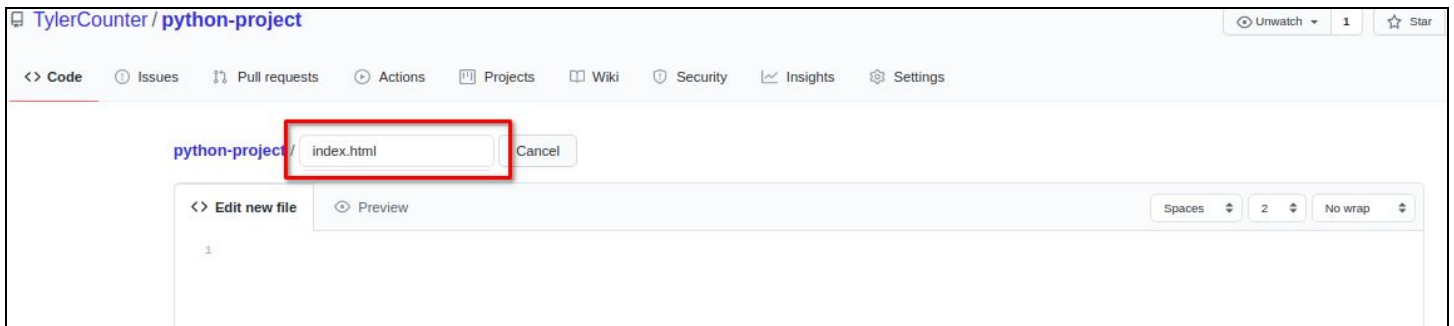 TylerCounter / python-project
Unwatch 1 Star
Code Issues Pull requests Actions Projects Wiki Security Insights Settings
python-project / index.html Cancel
Edit new file Preview Spaces 2 No wrap
1